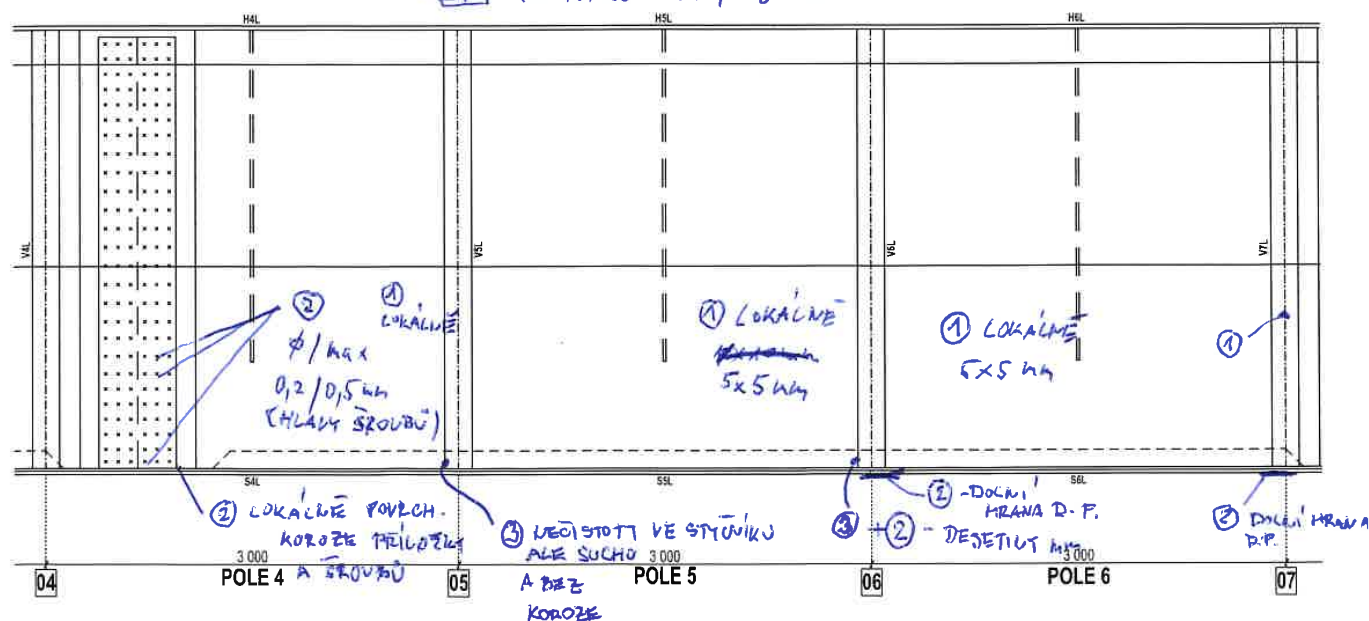 H4L
H5L
H6L
V4L
V5L
V6L
V7L
②
∅/max
0,2/0,5 mm
(HLAVY ŠROUBŮ)
①
LOKÁLNĚ
① LOKÁLNĚ
5x5 mm
① LOKÁLNĚ
5x5 mm
①
S4L
S5L
S6L
② LOKÁLNĚ POVRCH.
KOROZE PŘÍLOŽKY
A ŠROUBŮ
③ NEČISTOTY VE STYČNÍKU
ALE SUCHO
A BEZ
KOROZE
② -DOLNÍ
HRANA D.P.
③ + ② - DESETINY mm
② DOLNÍ HRANA
D.P.
3 000
3 000
3 000
04
POLE 4
05
POLE 5
06
POLE 6
07